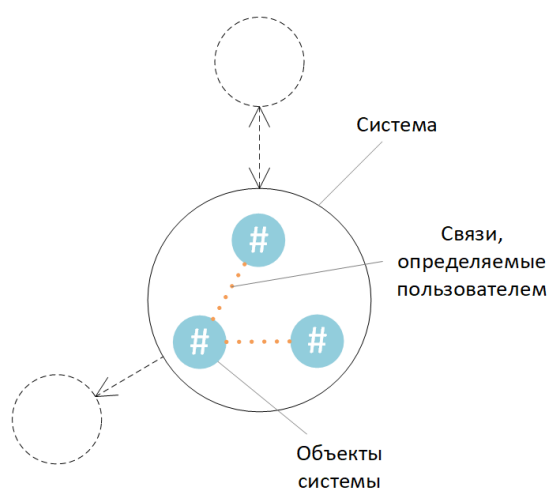 Система
Связи,
определяемые
пользователем
#
#
#
Объекты
системы